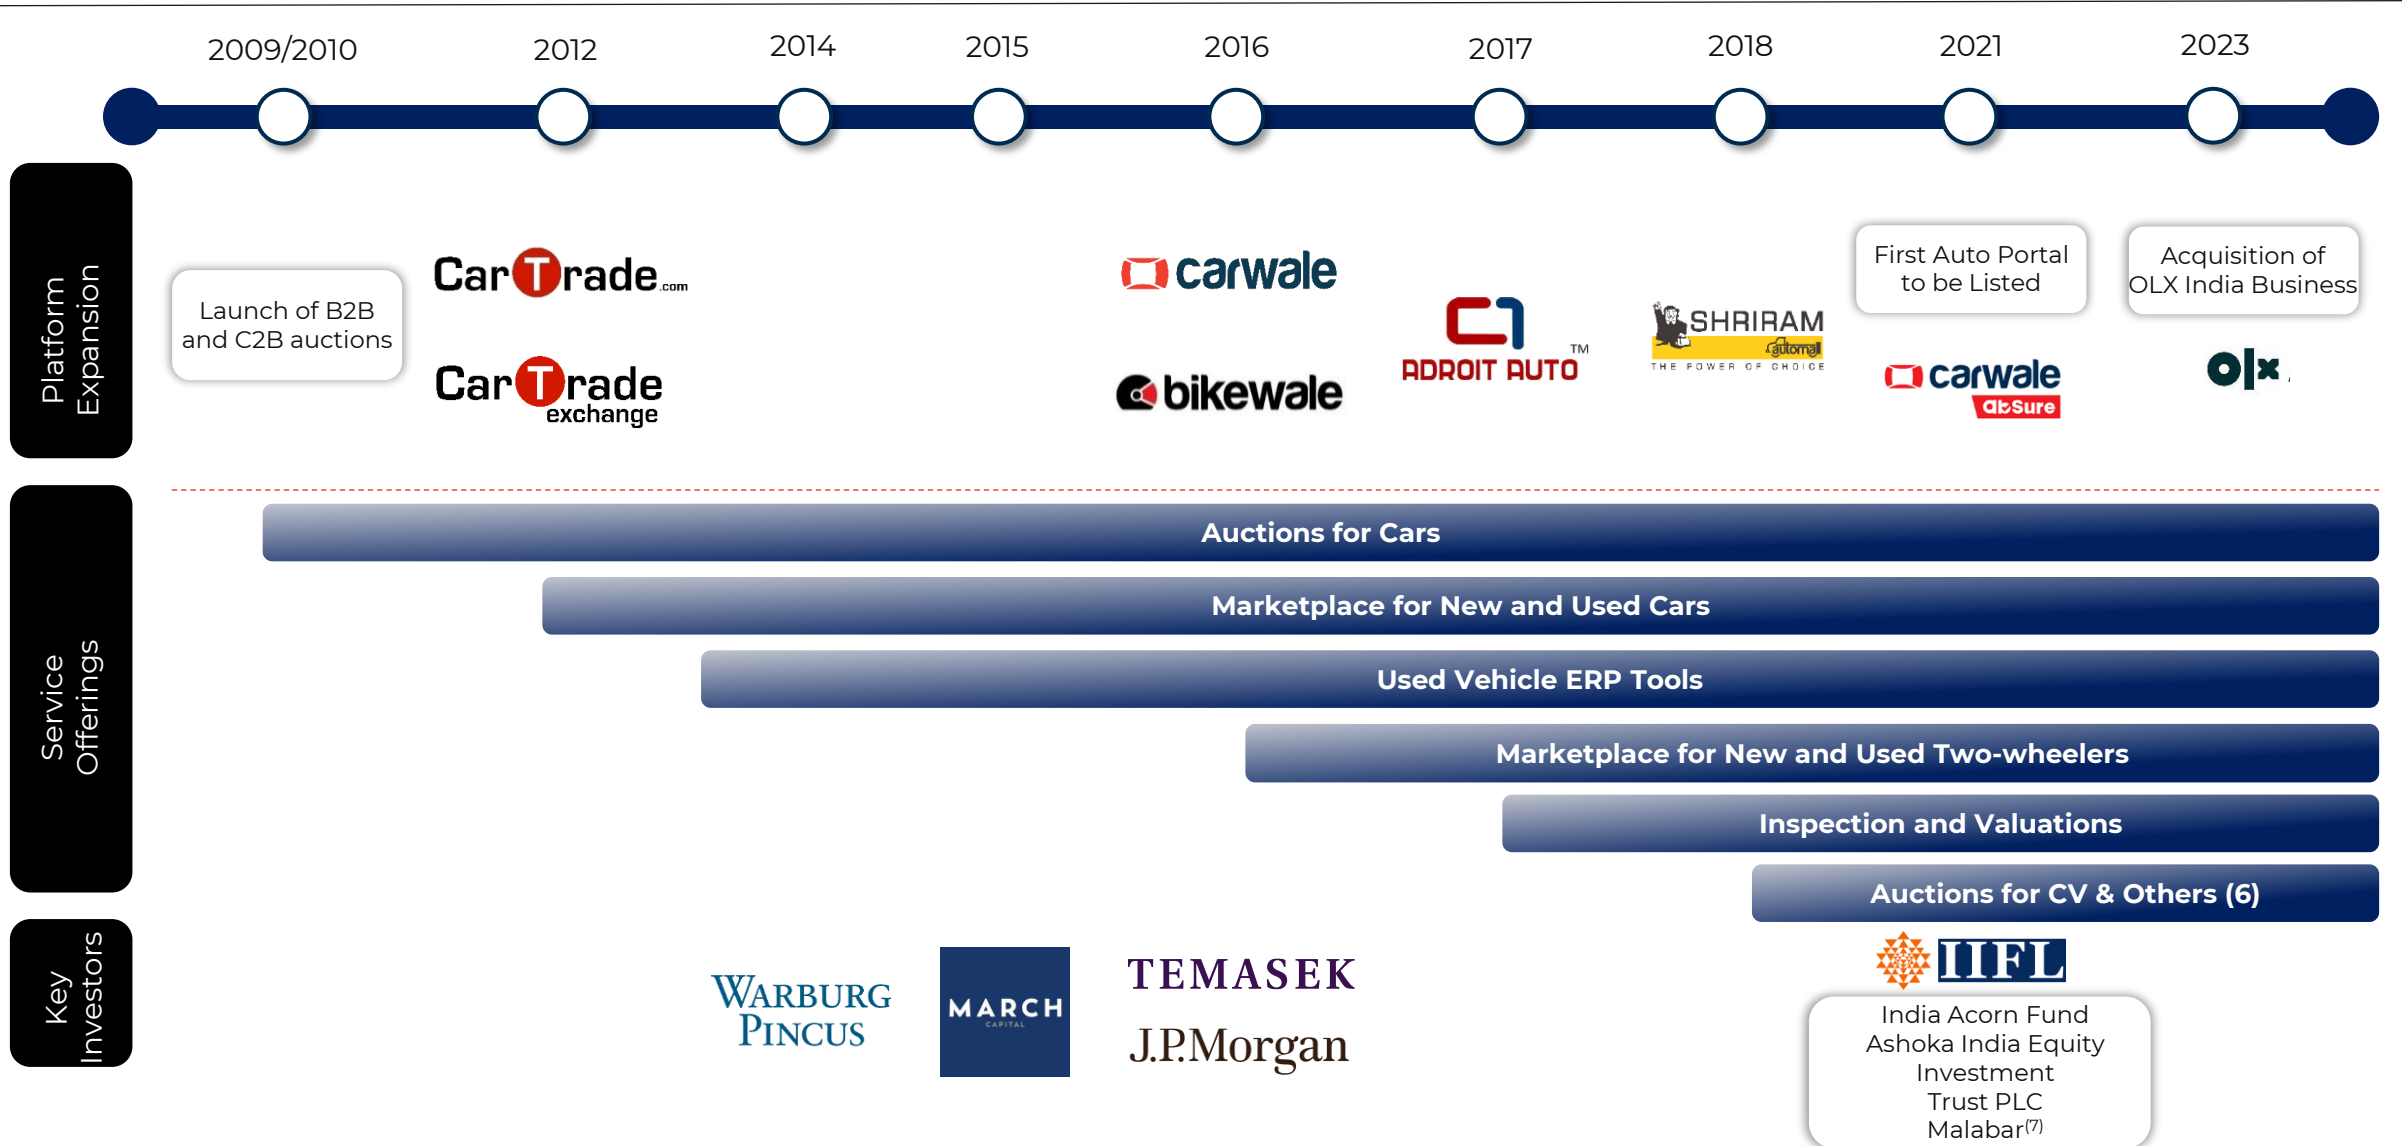 2009/2010
2012
2014
2015
2016
2017
2018
2021
2023
Platform
Expansion
Launch of B2B
and C2B auctions
CarTrade.com
CarTrade
exchange
carwale
bikewale
ADROIT AUTO TM
SHRIRAM
automall
THE POWER OF CHOICE
First Auto Portal
to be Listed
carwale
abSure
Acquisition of
OLX India Business
olx
Service
Offerings
Auctions for Cars
Marketplace for New and Used Cars
Used Vehicle ERP Tools
Marketplace for New and Used Two-wheelers
Inspection and Valuations
Auctions for CV & Others (6)
Key
Investors
WARBURG
PINCUS
MARCH
CAPITAL
TEMASEK
J.P.Morgan
IIFL
India Acorn Fund
Ashoka India Equity
Investment
Trust PLC
Malabar(7)